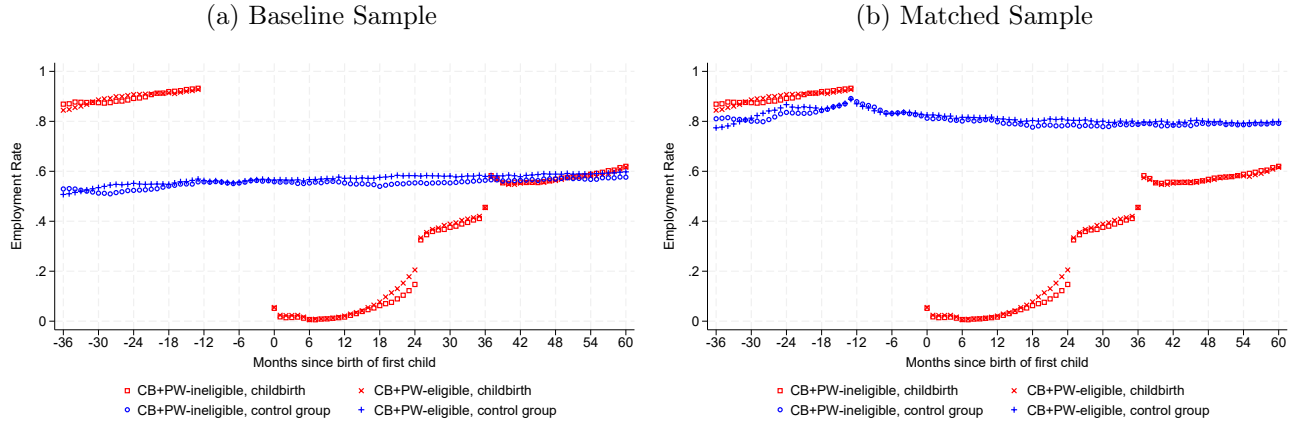 (a) Baseline Sample
1
.8
.6
.4
.2
0
Employment Rate
-36 -30 -24 -18 -12 -6 0 6 12 18 24 30 36 42 48 54 60
Months since birth of first child
CB+PW-ineligible, childbirth CB+PW-eligible, childbirth
CB+PW-ineligible, control group CB+PW-eligible, control group
(b) Matched Sample
1
.8
.6
.4
.2
0
Employment Rate
-36 -30 -24 -18 -12 -6 0 6 12 18 24 30 36 42 48 54 60
Months since birth of first child
CB+PW-ineligible, childbirth CB+PW-eligible, childbirth
CB+PW-ineligible, control group CB+PW-eligible, control group